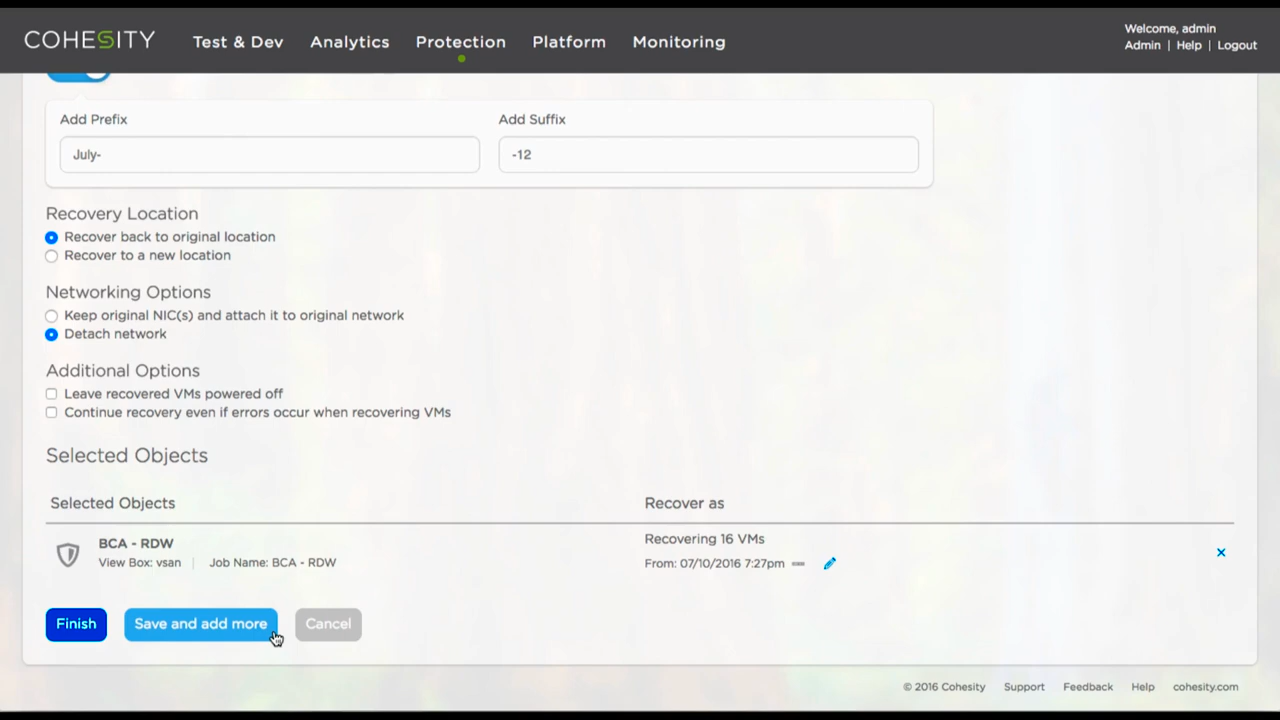 COHESITY Test & Dev Analytics Protection Platform Monitoring
Welcome, admin
Admin | Help | Logout
Add Prefix Add Suffix
July- -12
Recovery Location
Recover back to original location
Recover to a new location
Networking Options
Keep original NIC(s) and attach it to original network
Detach network
Additional Options
Leave recovered VMs powered off
Continue recovery even if errors occur when recovering VMs
Selected Objects
Selected Objects Recover as
BCA - RDW Recovering 16 VMs
View Box: vsan | Job Name: BCA - RDW From: 07/10/2016 7:27pm
Finish Save and add more Cancel
© 2016 Cohesity Support Feedback Help cohesity.com